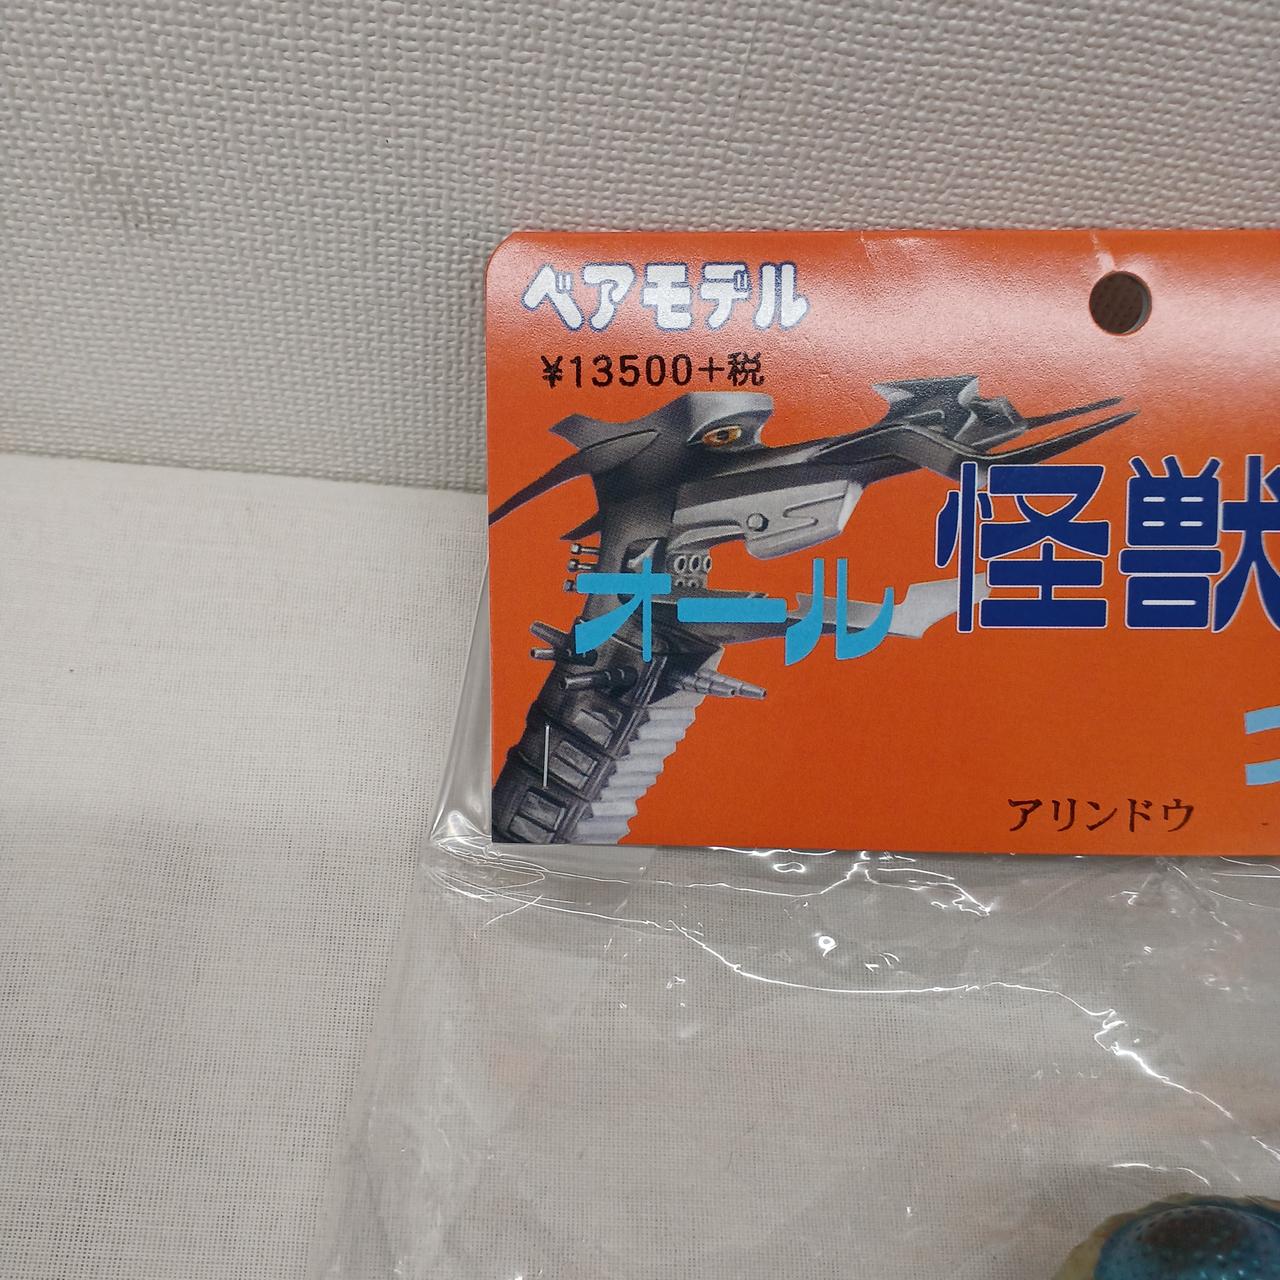 ベアモデル
¥13500+税
オール
怪獣
アリンドウ